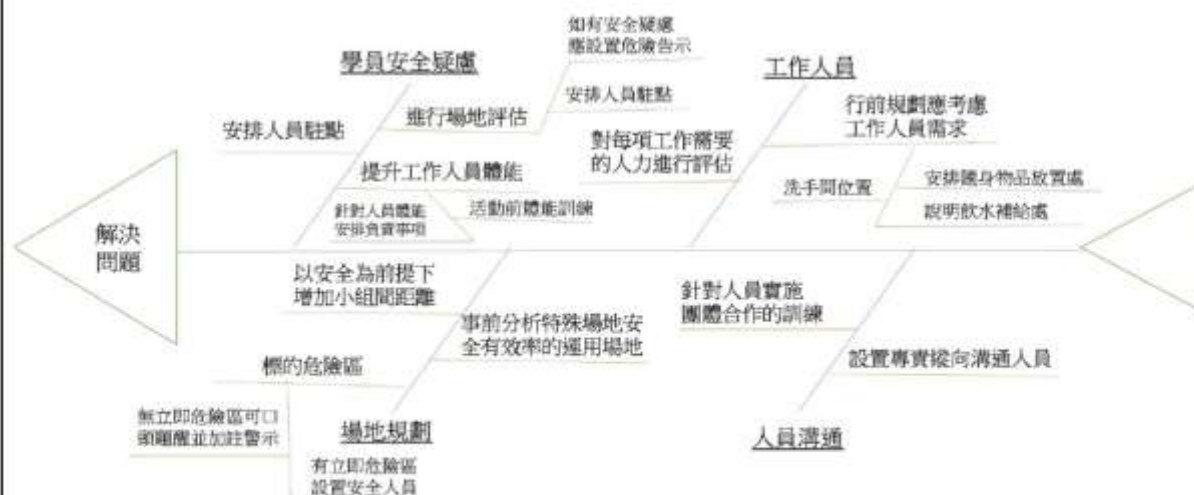 學員安全疑慮
如有安全疑慮
應設置危險告示
安排人員駐點
進行場地評估
安排人員駐點
提升工作人員體能
針對人員體能
安排負責事項
活動前體能訓練
工作人員
行前規劃應考慮
工作人員需求
對每項工作需要
的人力進行評估
洗手間位置
安排隨身物品放置處
說明飲水補給處
解決
問題
以安全為前提下
增加小組間距離
事前分析特殊場地安
全有效率的運用場地
標的危險區
無立即危險區可口
頭提醒並加註警示
場地規劃
有立即危險區
設置安全人員
針對人員實施
團體合作的訓練
設置專責縱向溝通人員
人員溝通